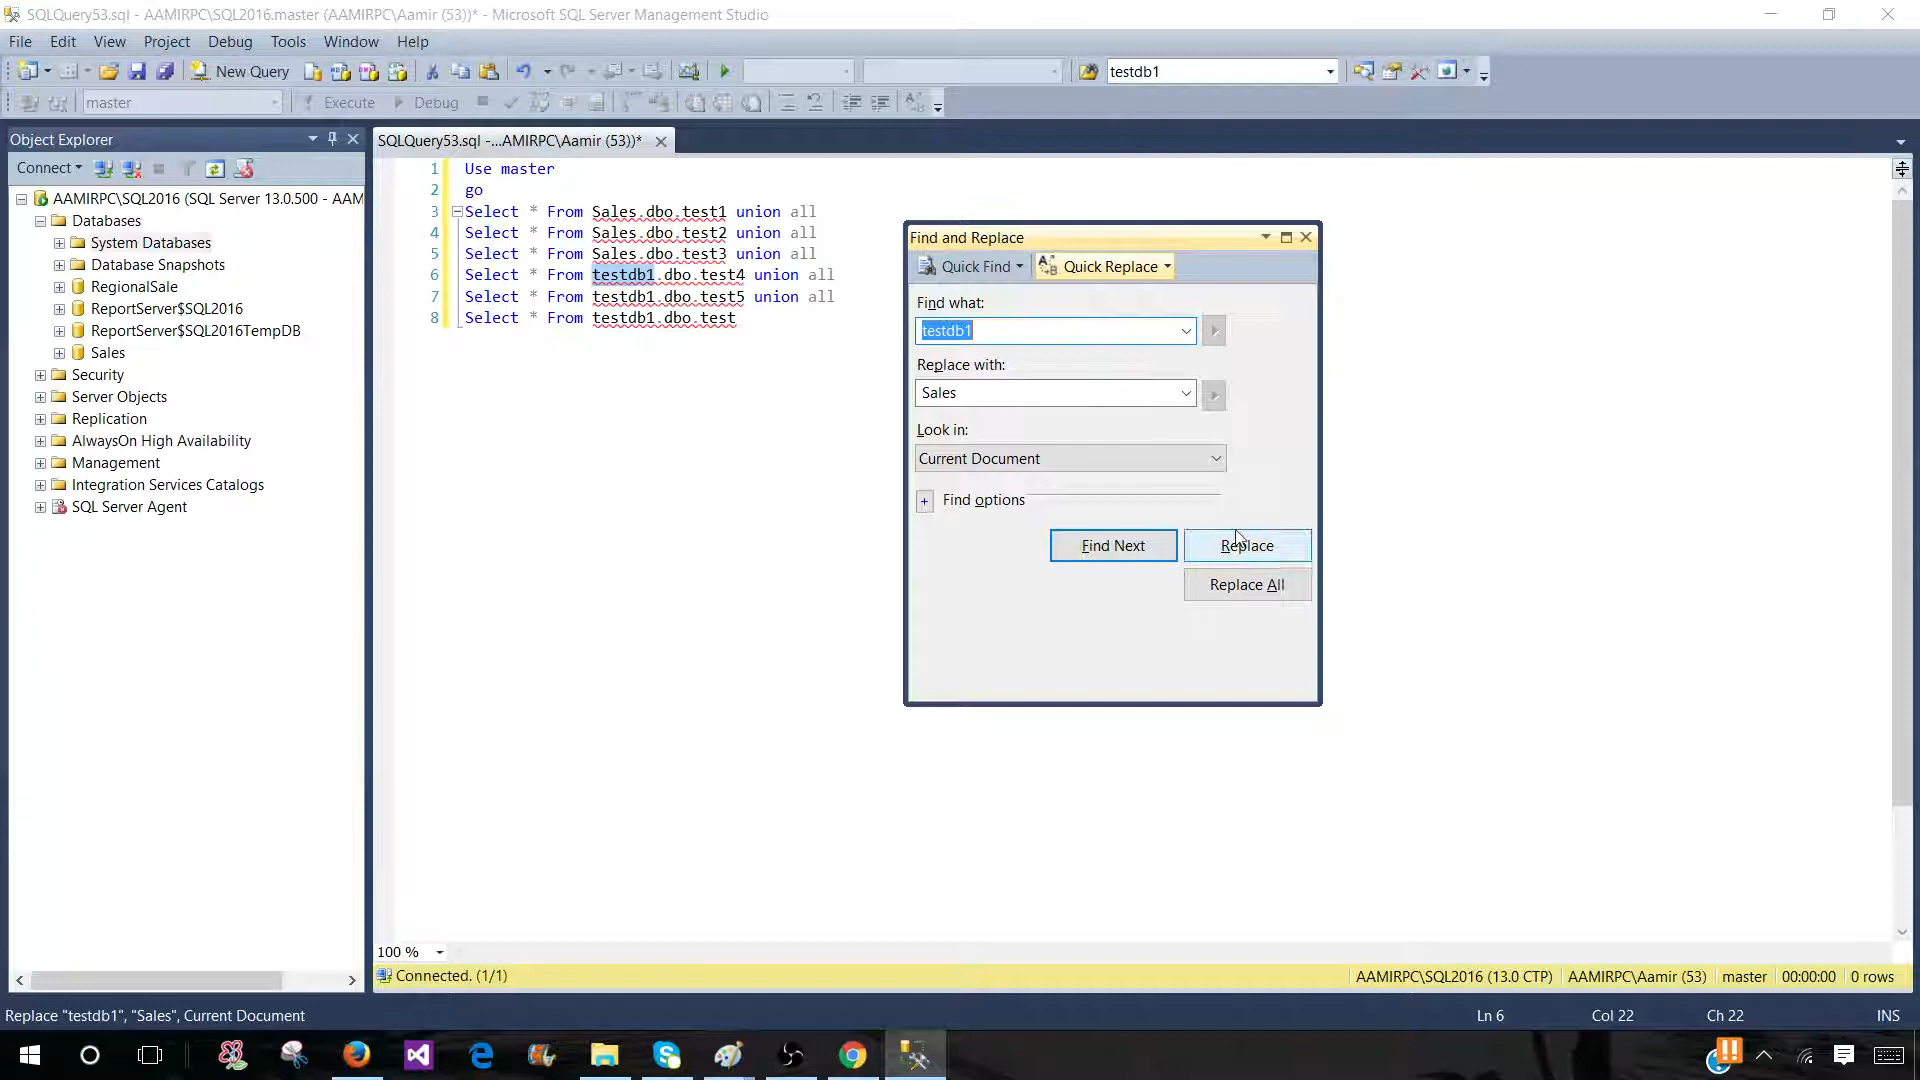 SQLQuery53.sql - AAMIRPC\SQL2016.master (AAMIRPC\Aamir (53))* - Microsoft SQL Server Management Studio
File Edit View Project Debug Tools Window Help
New Query testdb1
master Execute Debug
Object Explorer
Connect
AAMIRPC\SQL2016 (SQL Server 13.0.500 - AAM
Databases
System Databases
Database Snapshots
RegionalSale
ReportServer$SQL2016
ReportServer$SQL2016TempDB
Sales
Security
Server Objects
Replication
AlwaysOn High Availability
Management
Integration Services Catalogs
SQL Server Agent
SQLQuery53.sql -...AMIRPC\Aamir (53))*
1 Use master
2 go
3 Select * From Sales.dbo.test1 union all
4 Select * From Sales.dbo.test2 union all
5 Select * From Sales.dbo.test3 union all
6 Select * From testdb1.dbo.test4 union all
7 Select * From testdb1.dbo.test5 union all
8 Select * From testdb1.dbo.test
Find and Replace
Quick Find Quick Replace
Find what:
testdb1
Replace with:
Sales
Look in:
Current Document
+ Find options
Find Next Replace
Replace All
100 %
Connected. (1/1) AAMIRPC\SQL2016 (13.0 CTP) AAMIRPC\Aamir (53) master 00:00:00 0 rows
Replace "testdb1", "Sales", Current Document Ln 6 Col 22 Ch 22 INS